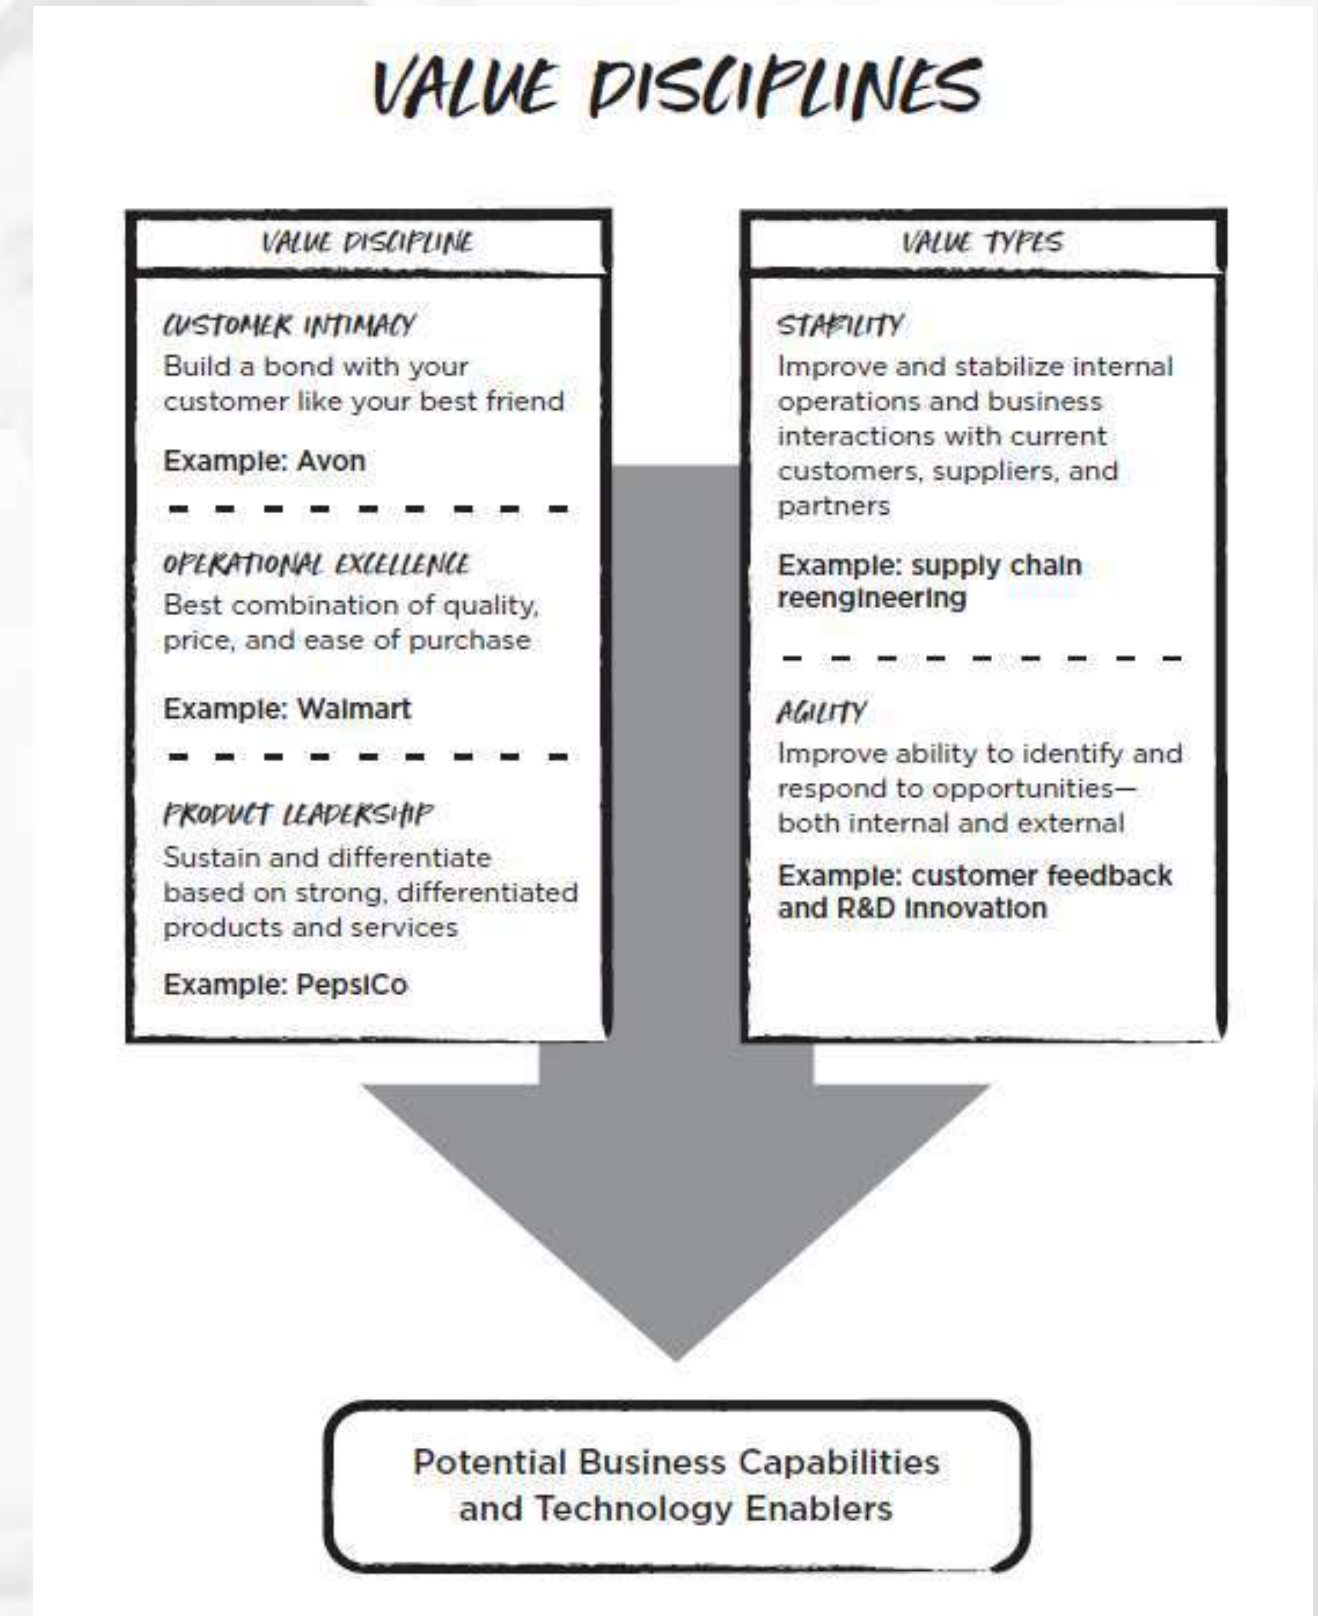 VALUE DISCIPLINES
VALUE DISCIPLINE
CUSTOMER INTIMACY
Build a bond with your
customer like your best friend
Example: Avon
OPERATIONAL EXCELLENCE
Best combination of quality,
price, and ease of purchase
Example: Walmart
PRODUCT LEADERSHIP
Sustain and differentiate
based on strong, differentiated
products and services
Example: PepsiCo
VALUE TYPES
STABILITY
Improve and stabilize internal
operations and business
interactions with current
customers, suppliers, and
partners
Example: supply chain
reengineering
AGILITY
Improve ability to identify and
respond to opportunities—
both internal and external
Example: customer feedback
and R&D innovation
Potential Business Capabilities
and Technology Enablers